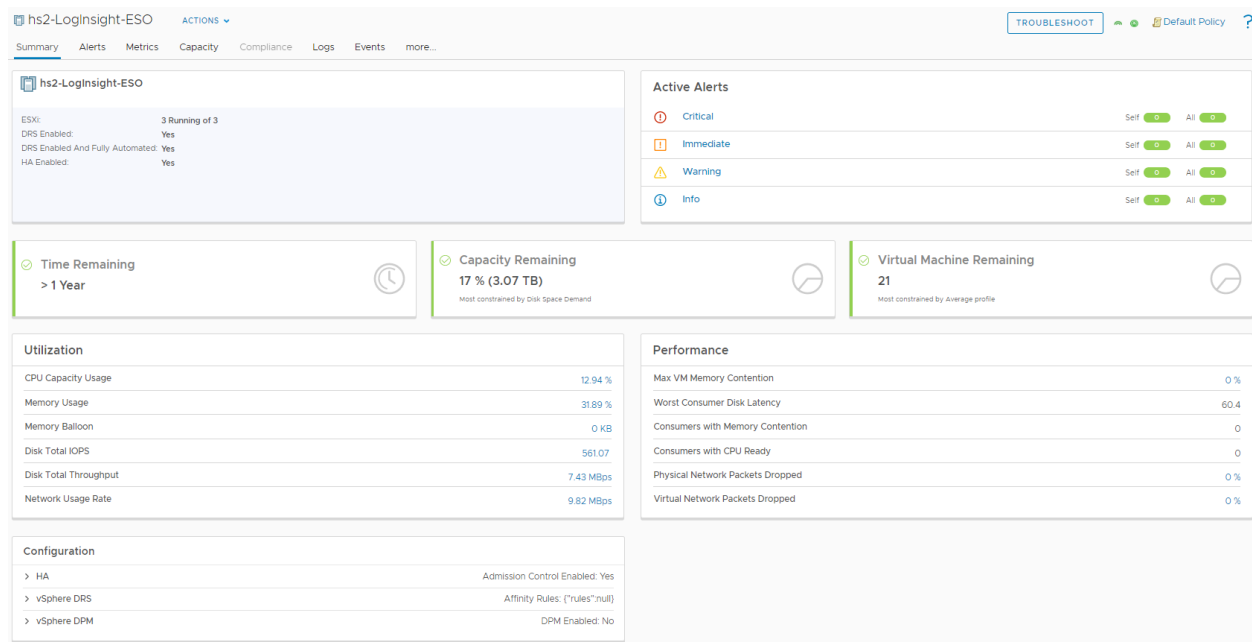 hs2-LogInsight-ESO ACTIONS TROUBLESHOOT Default Policy ?
Summary Alerts Metrics Capacity Compliance Logs Events more...
hs2-LogInsight-ESO
ESXi: 3 Running of 3
DRS Enabled: Yes
DRS Enabled And Fully Automated: Yes
HA Enabled: Yes
Active Alerts
Critical Self 0 All 0
Immediate Self 0 All 0
Warning Self 0 All 0
Info Self 0 All 0
Time Remaining
> 1 Year
Capacity Remaining
17 % (3.07 TB)
Most constrained by Disk Space Demand
Virtual Machine Remaining
21
Most constrained by Average profile
Utilization
CPU Capacity Usage 12.94 %
Memory Usage 31.89 %
Memory Balloon 0 KB
Disk Total IOPS 561.07
Disk Total Throughput 7.43 MBps
Network Usage Rate 9.82 MBps
Performance
Max VM Memory Contention 0 %
Worst Consumer Disk Latency 60.4
Consumers with Memory Contention 0
Consumers with CPU Ready 0
Physical Network Packets Dropped 0 %
Virtual Network Packets Dropped 0 %
Configuration
> HA Admission Control Enabled: Yes
> vSphere DRS Affinity Rules: {"rules":null}
> vSphere DPM DPM Enabled: No